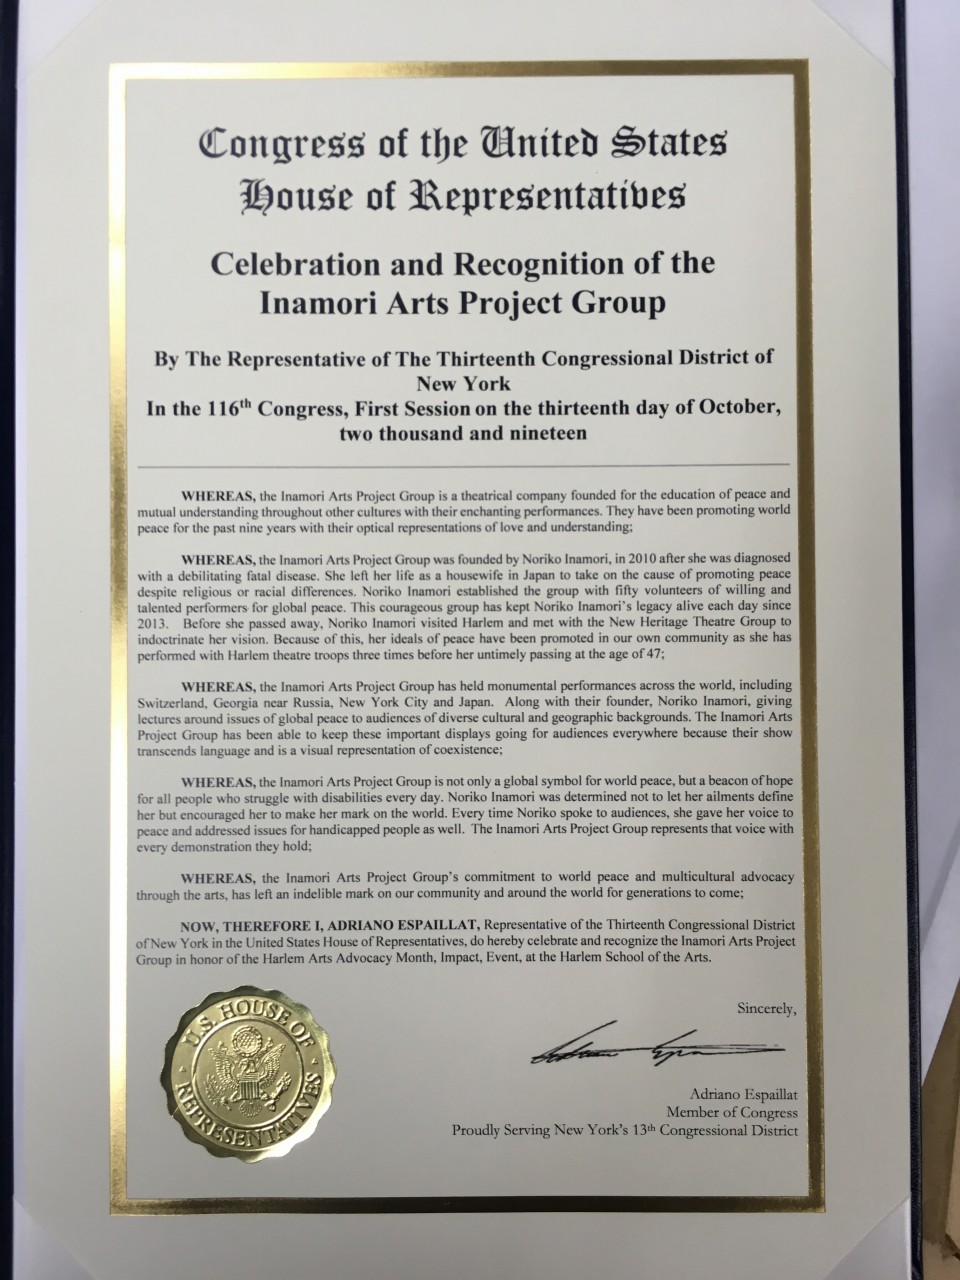 Congress of the United States
House of Representatives
Celebration and Recognition of the
Inamori Arts Project Group
By The Representative of The Thirteenth Congressional District of
New York
In the 116th Congress, First Session on the thirteenth day of October,
two thousand and nineteen
WHEREAS, the Inamori Arts Project Group is a theatrical company founded for the education of peace and
mutual understanding throughout other cultures with their enchanting performances. They have been promoting world
peace for the past nine years with their optical representations of love and understanding;
WHEREAS, the Inamori Arts Project Group was founded by Noriko Inamori, in 2010 after she was diagnosed
with a debilitating fatal disease. She left her life as a housewife in Japan to take on the cause of promoting peace
despite religious or racial differences. Noriko Inamori established the group with fifty volunteers of willing and
talented performers for global peace. This courageous group has kept Noriko Inamori's legacy alive each day since
2013. Before she passed away, Noriko Inamori visited Harlem and met with the New Heritage Theatre Group to
indoctrinate her vision. Because of this, her ideals of peace have been promoted in our own community as she has
performed with Harlem theatre troops three times before her untimely passing at the age of 47;
WHEREAS, the Inamori Arts Project Group has held monumental performances across the world, including
Switzerland, Georgia near Russia, New York City and Japan. Along with their founder, Noriko Inamori, giving
lectures around issues of global peace to audiences of diverse cultural and geographic backgrounds. The Inamori Arts
Project Group has been able to keep these important displays going for audiences everywhere because their show
transcends language and is a visual representation of coexistence;
WHEREAS, the Inamori Arts Project Group is not only a global symbol for world peace, but a beacon of hope
for all people who struggle with disabilities every day. Noriko Inamori was determined not to let her ailments define
her but encouraged her to make her mark on the world. Every time Noriko spoke to audiences, she gave her voice to
peace and addressed issues for handicapped people as well. The Inamori Arts Project Group represents that voice with
every demonstration they hold;
WHEREAS, the Inamori Arts Project Group's commitment to world peace and multicultural advocacy
through the arts, has left an indelible mark on our community and around the world for generations to come;
NOW, THEREFORE I, ADRIANO ESPAILLAT, Representative of the Thirteenth Congressional District
of New York in the United States House of Representatives, do hereby celebrate and recognize the Inamori Arts Project
Group in honor of the Harlem Arts Advocacy Month, Impact, Event, at the Harlem School of the Arts.
U.S. HOUSE OF
REPRESENTATIVES
Sincerely,
Adriano Espaillat
Member of Congress
Proudly Serving New York's 13th Congressional District